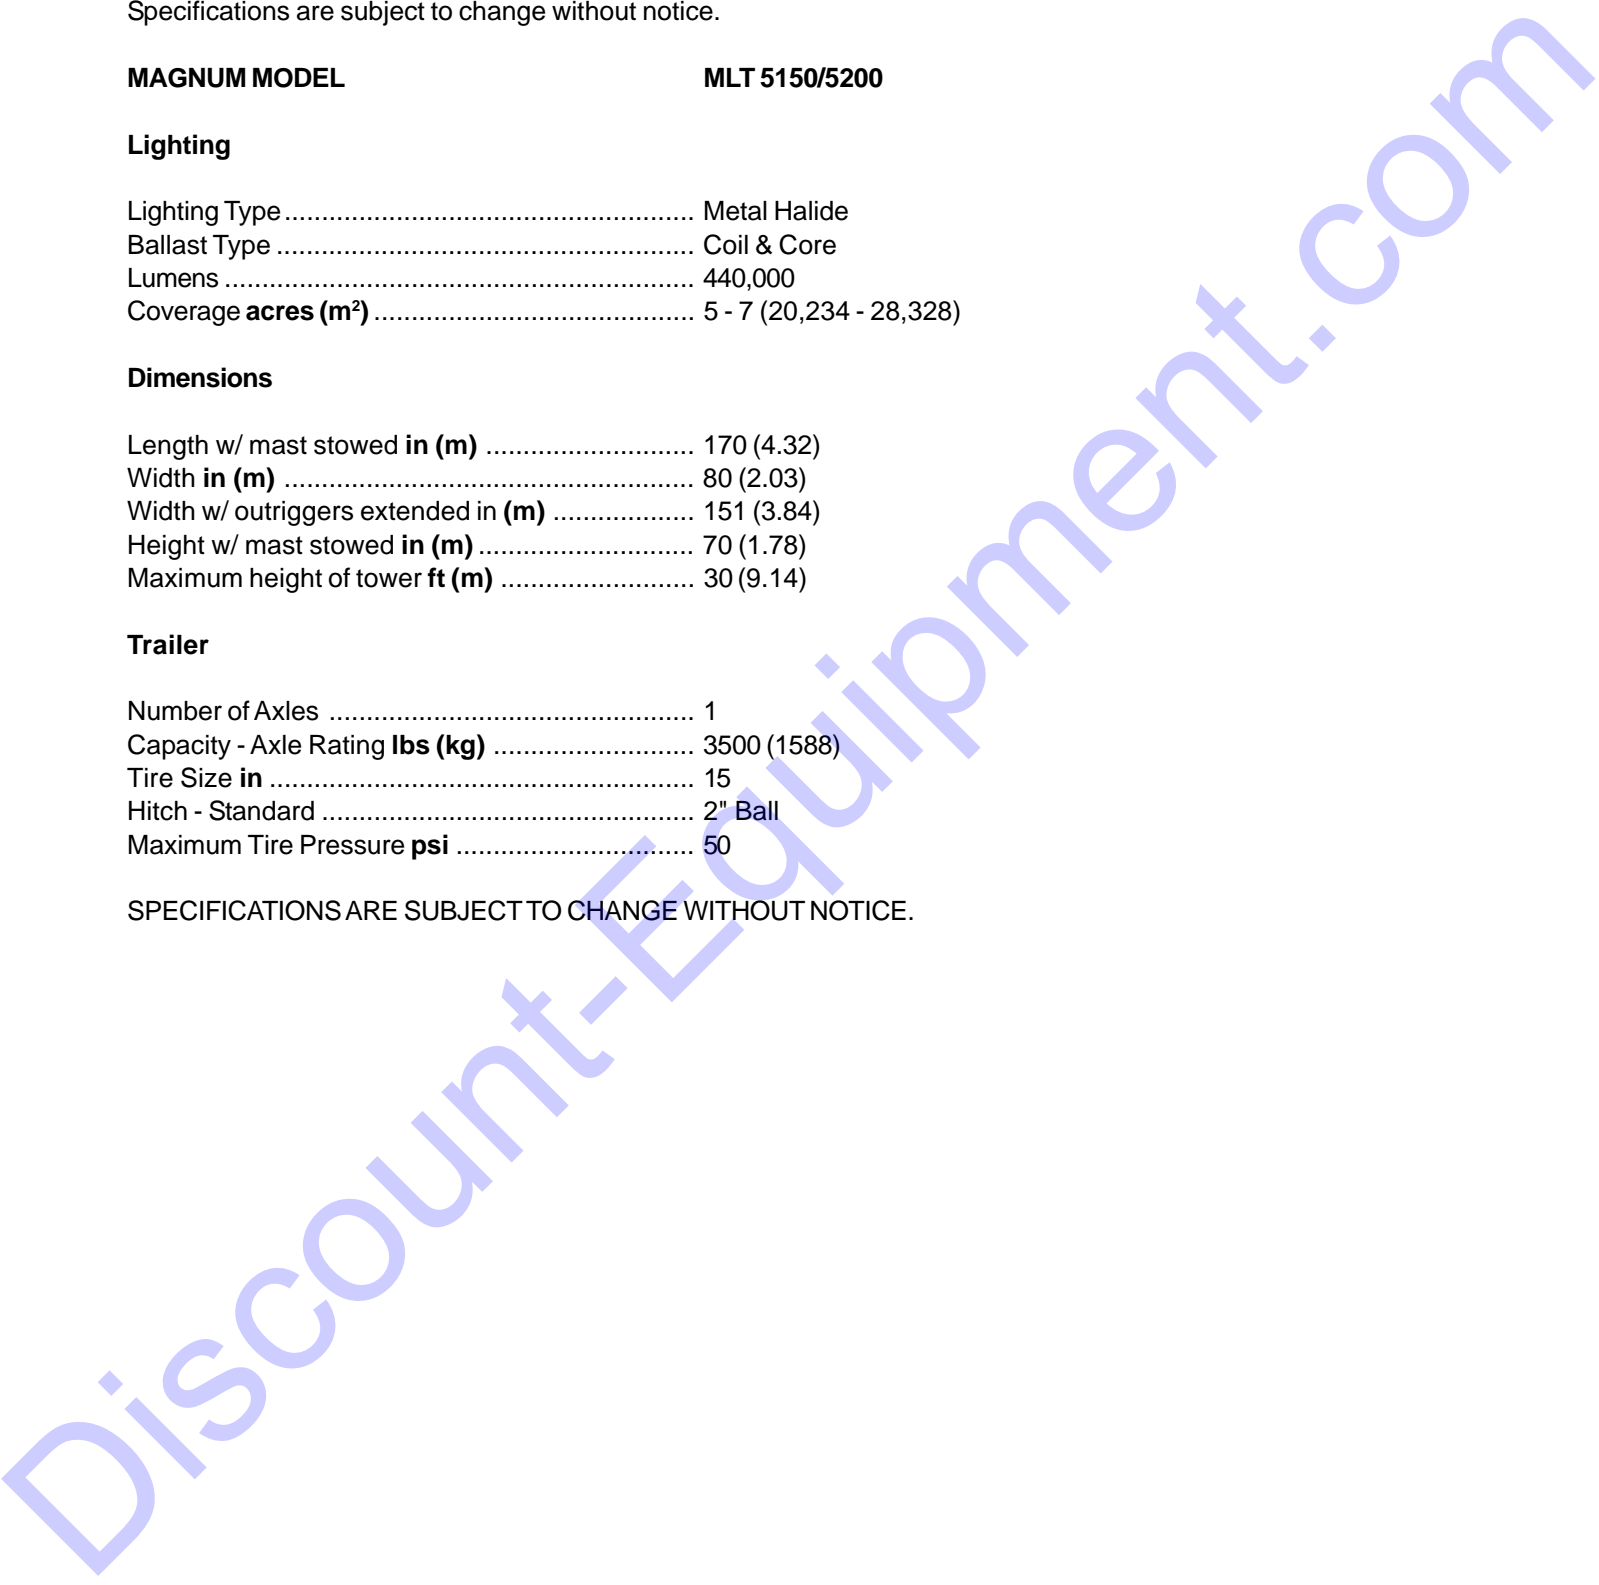 Specifications are subject to change without notice.
MAGNUM MODEL MLT 5150/5200
Lighting
Lighting Type ....................................................... Metal Halide
Ballast Type ........................................................ Coil & Core
Lumens ............................................................... 440,000
Coverage acres (m²) ........................................... 5 - 7 (20,234 - 28,328)
Dimensions
Length w/ mast stowed in (m) ............................ 170 (4.32)
Width in (m) ....................................................... 80 (2.03)
Width w/ outriggers extended in (m) ................... 151 (3.84)
Height w/ mast stowed in (m) ............................. 70 (1.78)
Maximum height of tower ft (m) .......................... 30 (9.14)
Trailer
Number of Axles ................................................. 1
Capacity - Axle Rating lbs (kg) ........................... 3500 (1588)
Tire Size in ......................................................... 15
Hitch - Standard .................................................. 2" Ball
Maximum Tire Pressure psi ................................ 50
SPECIFICATIONS ARE SUBJECT TO CHANGE WITHOUT NOTICE.
Discount-Equipment.com